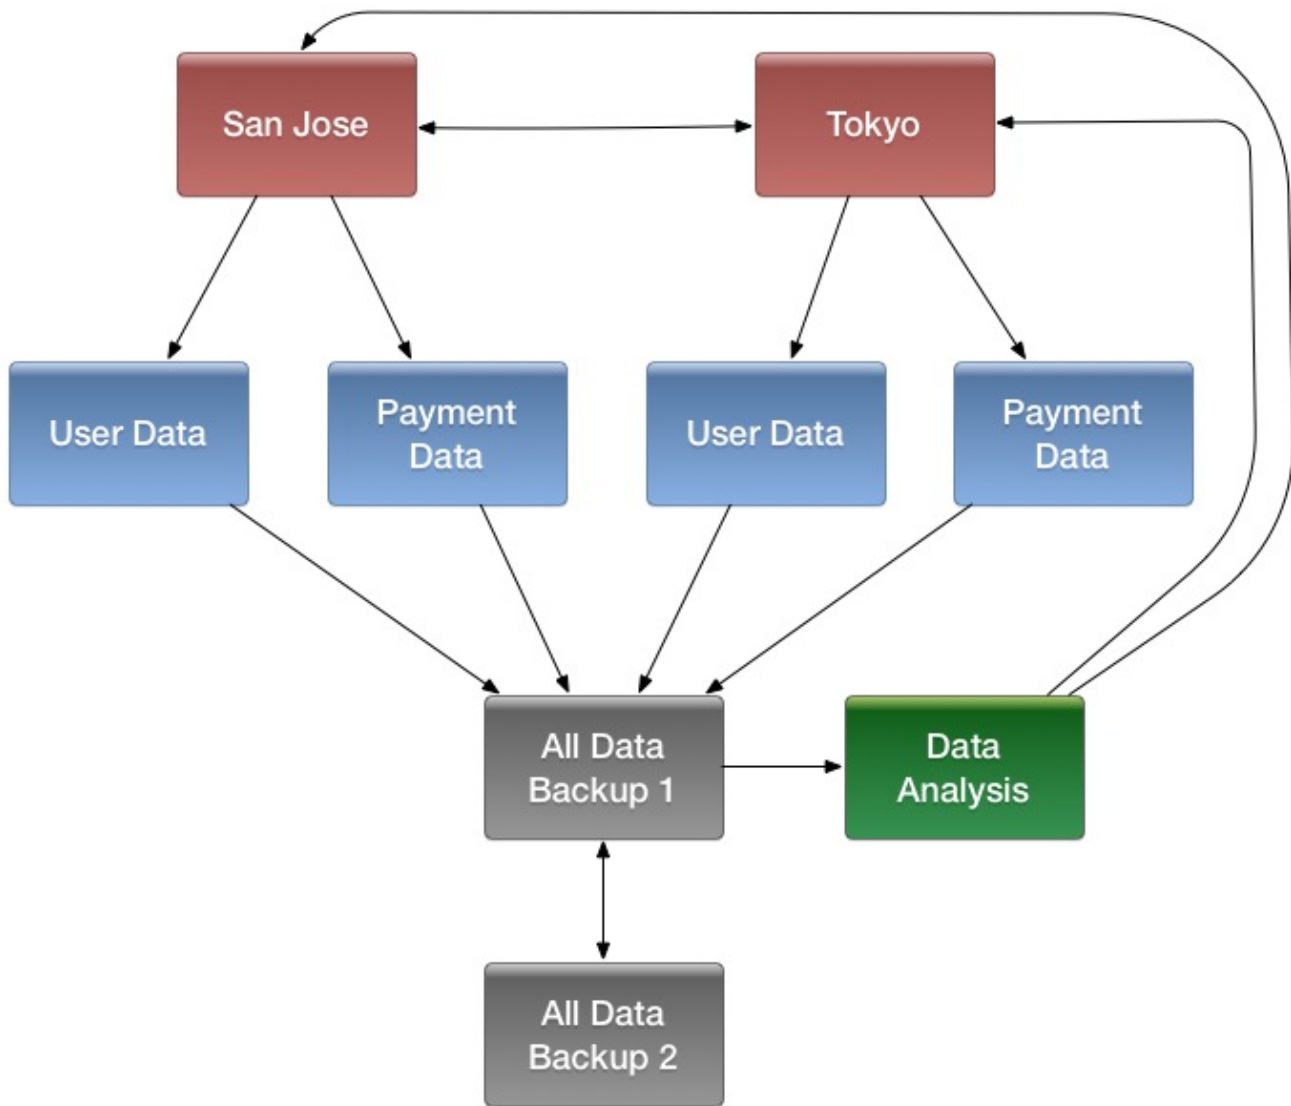 San Jose
Tokyo
User Data
Payment
Data
User Data
Payment
Data
All Data
Backup 1
Data
Analysis
All Data
Backup 2